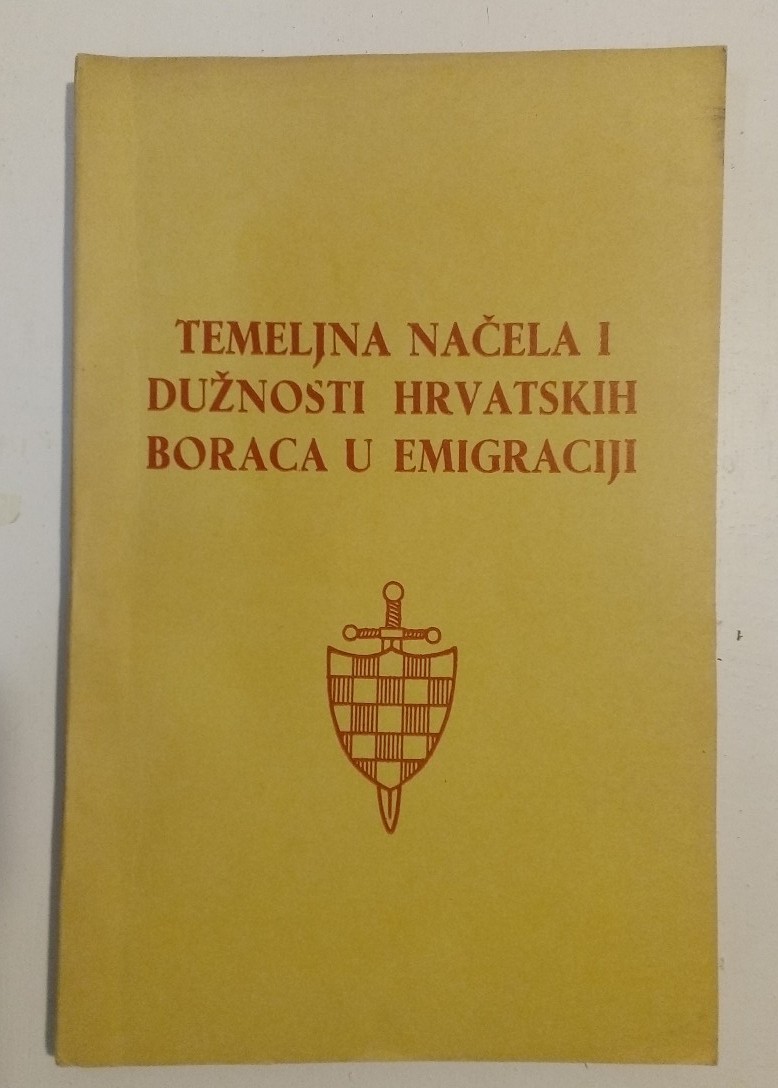 TEMELJNA NAČELA I
DUŽNOSTI HRVATSKIH
BORACA U EMIGRACIJI